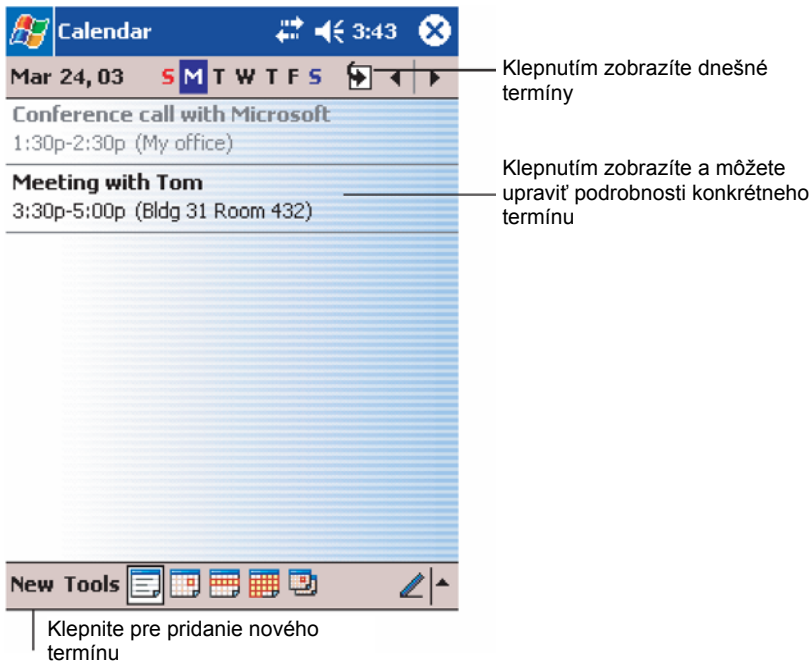 Calendar 3:43
Mar 24, 03 S M T W T F S
Klepnutím zobrazíte dnešné
termíny
Conference call with Microsoft
1:30p-2:30p (My office)
Meeting with Tom
3:30p-5:00p (Bldg 31 Room 432)
Klepnutím zobrazíte a môžete
upraviť podrobnosti konkrétneho
termínu
New Tools
Klepnite pre pridanie nového
termínu